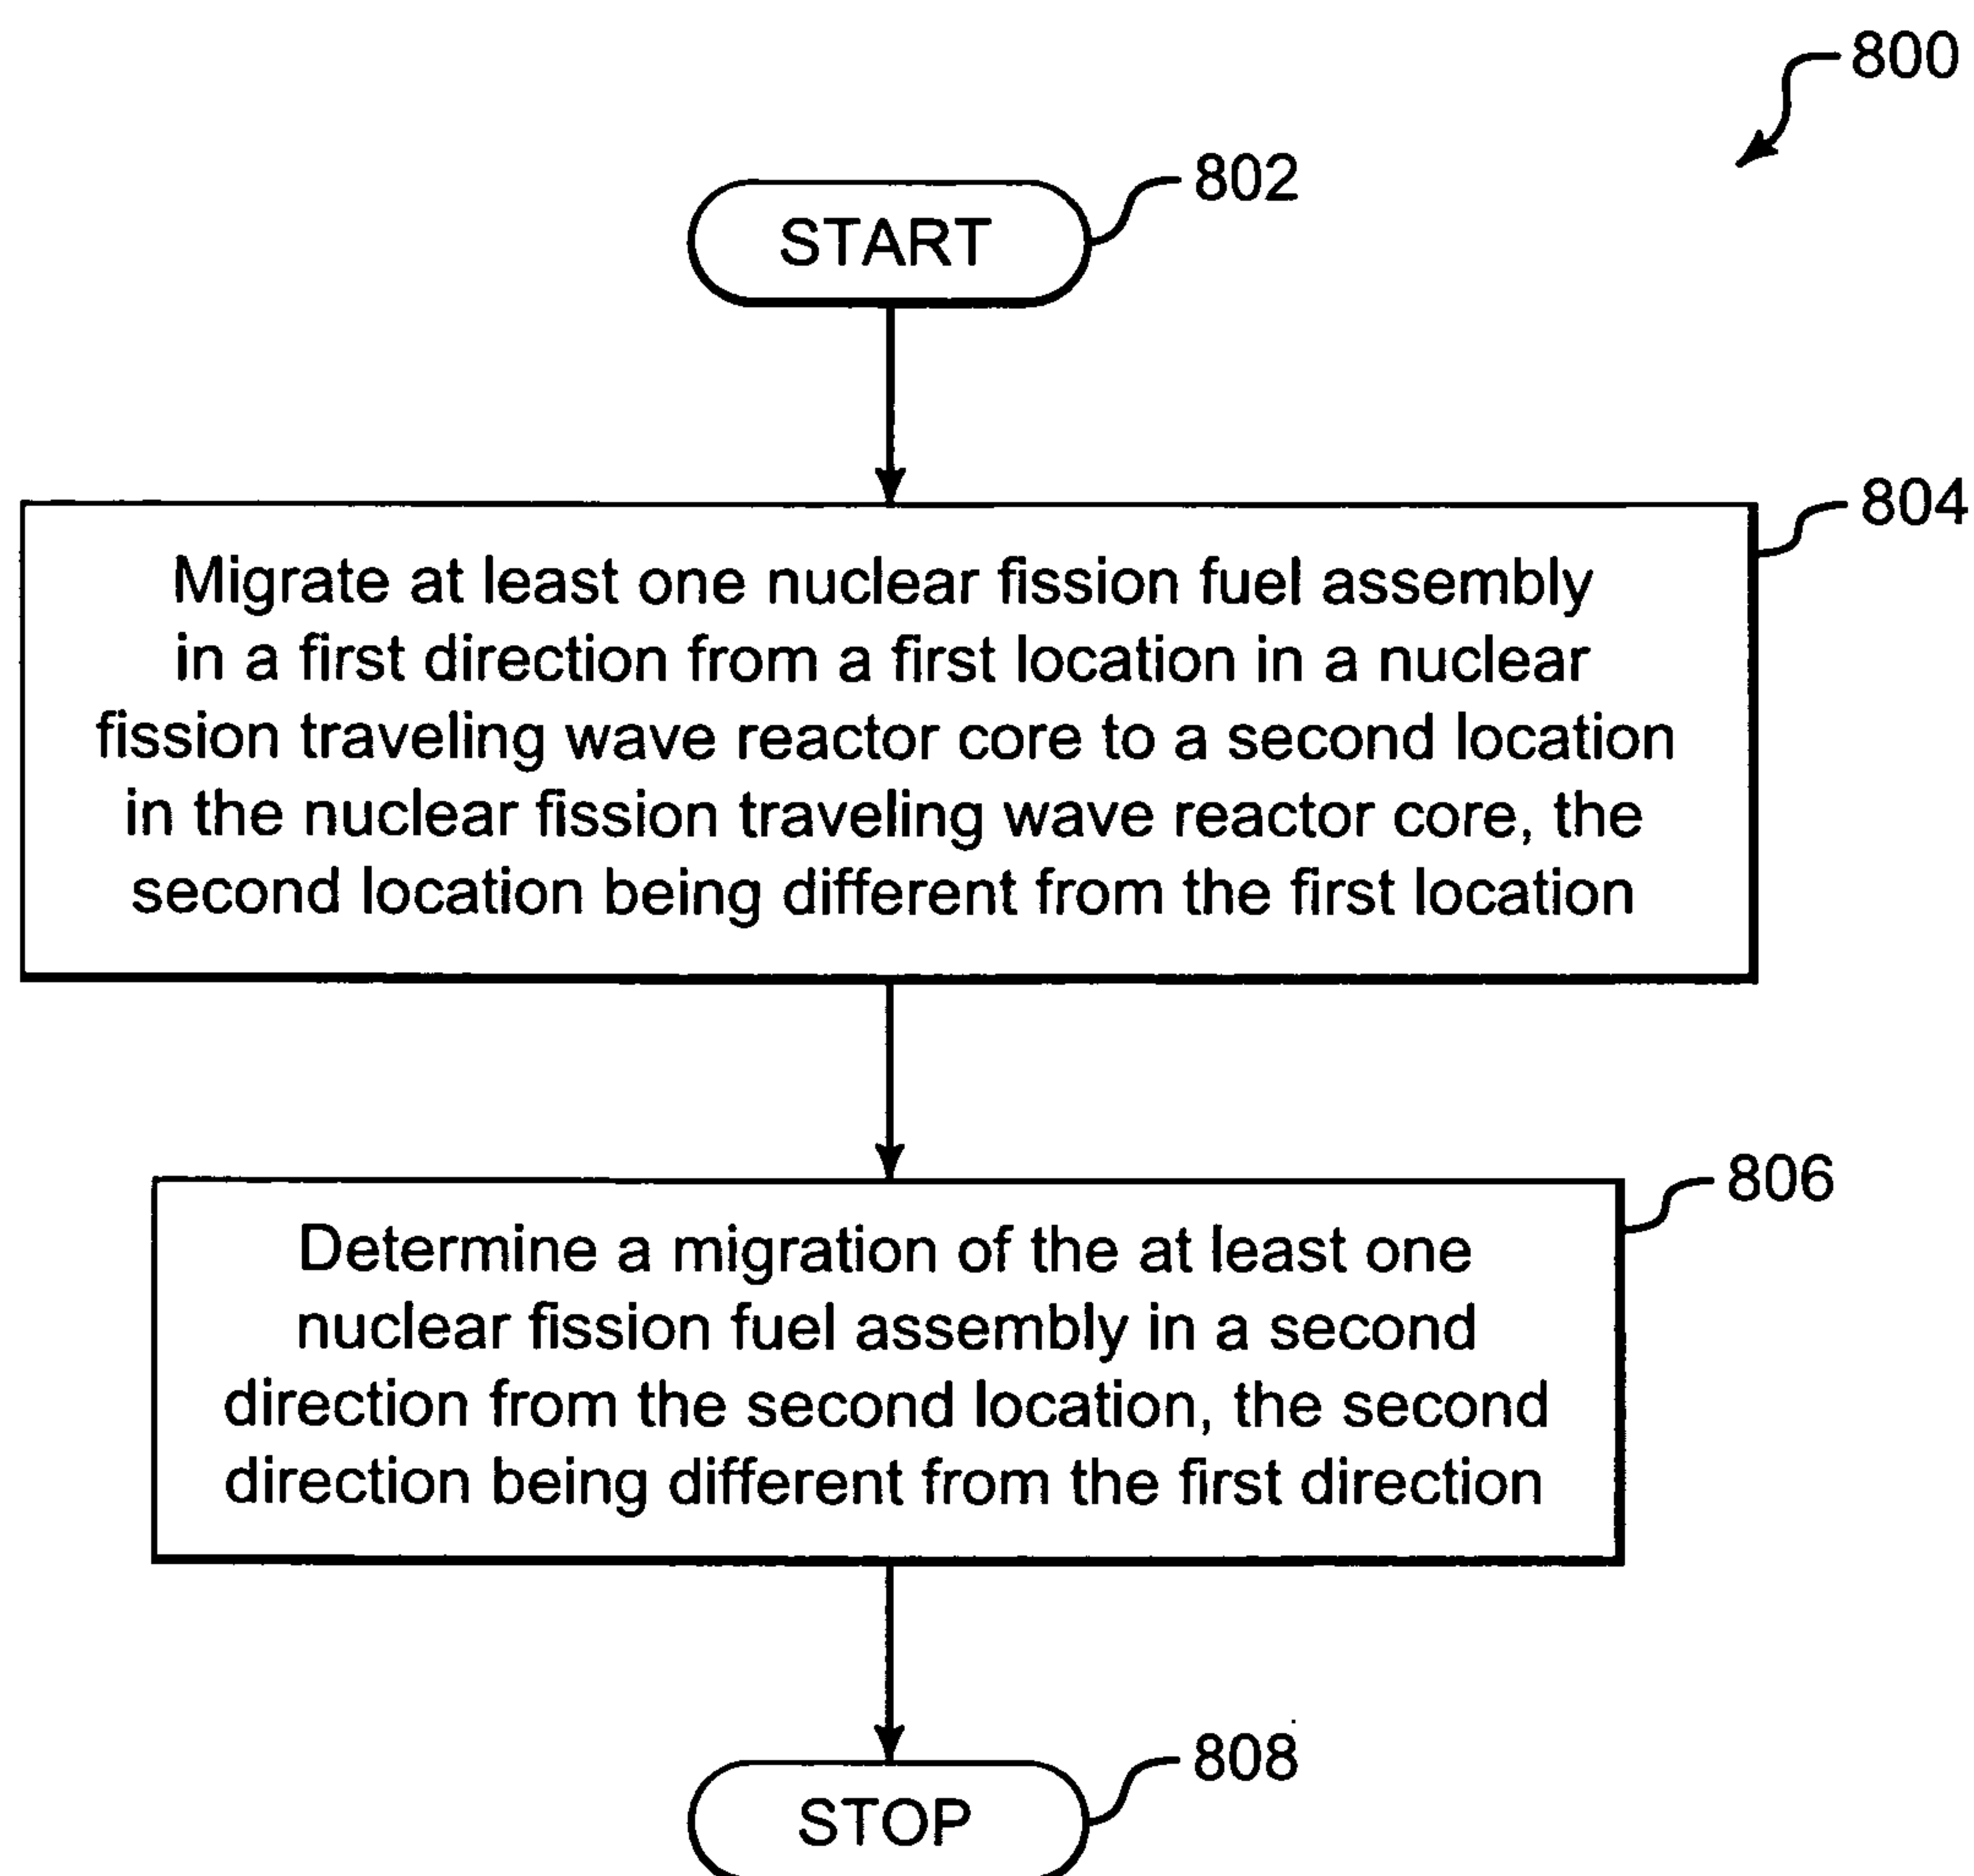 800
802
START
804
Migrate at least one nuclear fission fuel assembly
in a first direction from a first location in a nuclear
fission traveling wave reactor core to a second location
in the nuclear fission traveling wave reactor core, the
second location being different from the first location
806
Determine a migration of the at least one
nuclear fission fuel assembly in a second
direction from the second location, the second
direction being different from the first direction
808
STOP